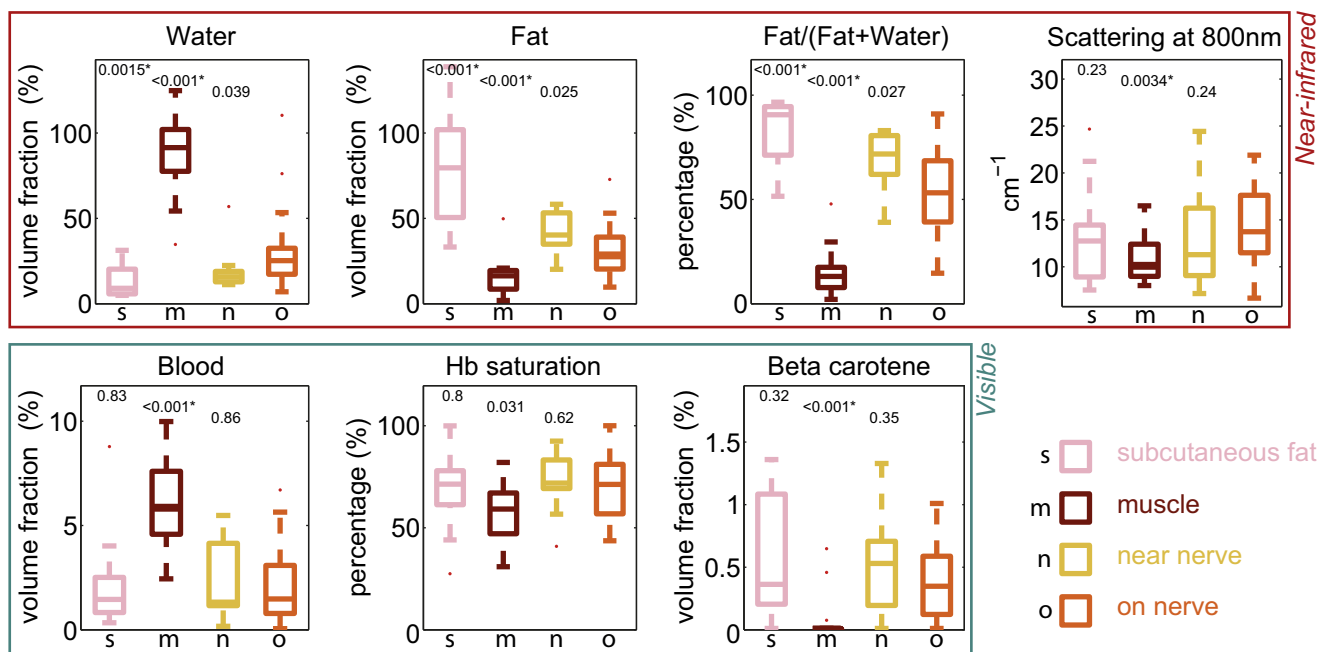 Water
volume fraction (%)
0
50
100
0.0015*
<0.001*
0.039
s m n o
Fat
volume fraction (%)
0
50
100
<0.001*
<0.001*
0.025
s m n o
Fat/(Fat+Water)
percentage (%)
0
50
100
<0.001*
<0.001*
0.027
s m n o
Scattering at 800nm
cm⁻¹
10
15
20
25
30
0.23
0.0034*
0.24
s m n o
Near-infrared
Blood
volume fraction (%)
0
5
10
0.83
<0.001*
0.86
s m n o
Hb saturation
percentage (%)
0
50
100
0.8
0.031
0.62
s m n o
Beta carotene
volume fraction (%)
0
0.5
1
1.5
0.32
<0.001*
0.35
s m n o
Visible
s subcutaneous fat
m muscle
n near nerve
o on nerve